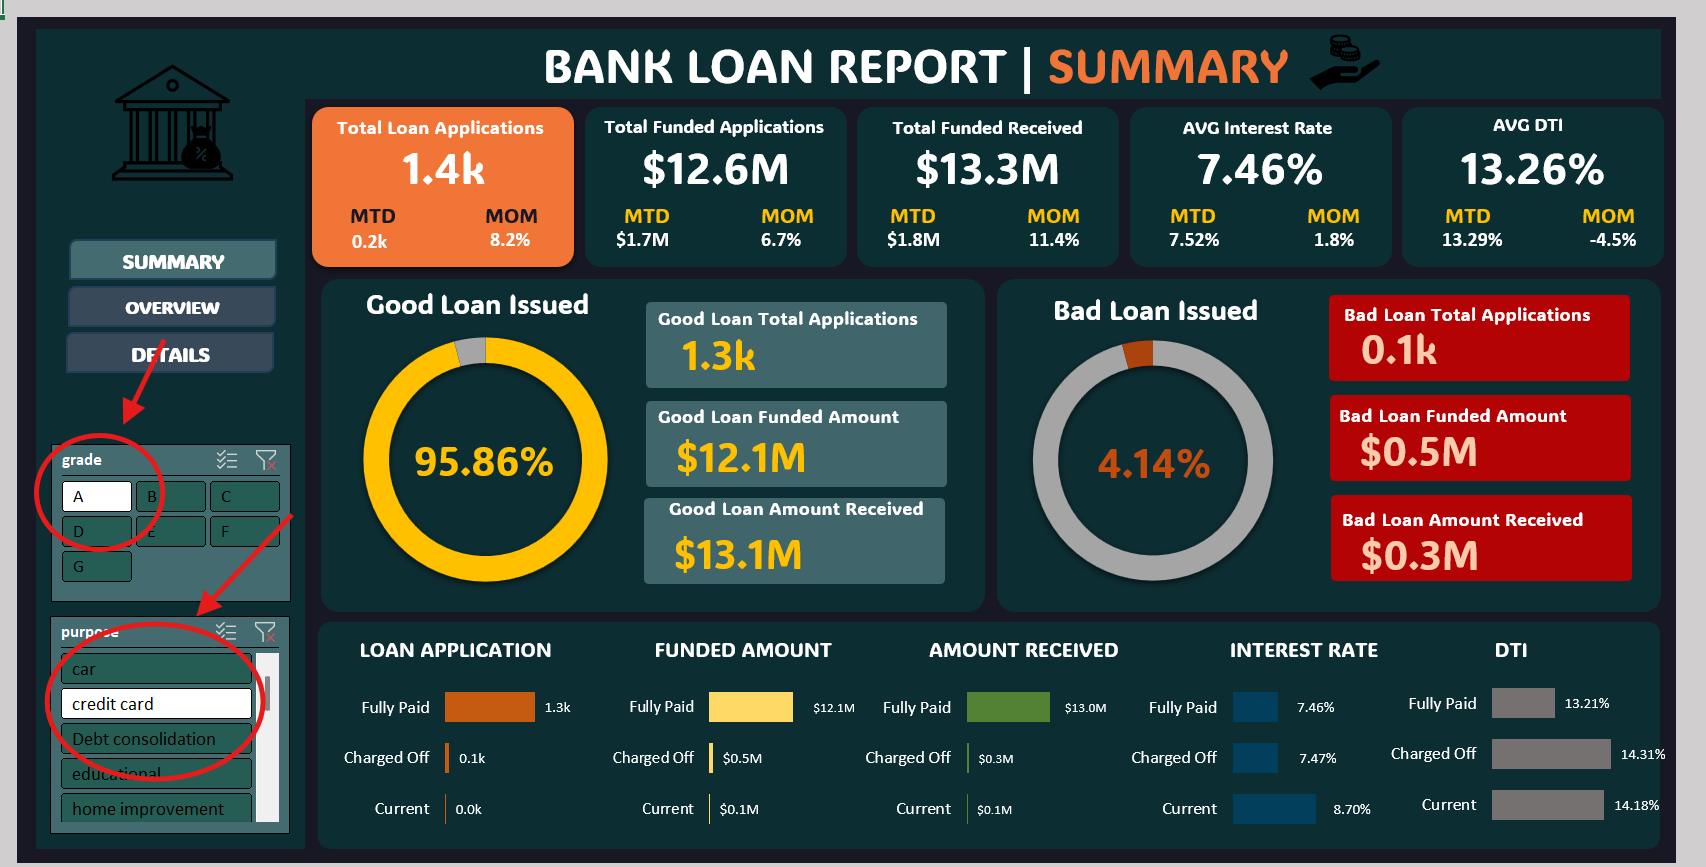 BANK LOAN REPORT | SUMMARY
Total Loan Applications
1.4k
MTD MOM
0.2k 8.2%
Total Funded Applications
$12.6M
MTD MOM
$1.7M 6.7%
Total Funded Received
$13.3M
MTD MOM
$1.8M 11.4%
AVG Interest Rate
7.46%
MTD MOM
7.52% 1.8%
AVG DTI
13.26%
MTD MOM
13.29% -4.5%
SUMMARY
OVERVIEW
DETAILS
grade
A B C
D E F
G
purpose
car
credit card
Debt consolidation
educational
home improvement
Good Loan Issued
95.86%
Good Loan Total Applications
1.3k
Good Loan Funded Amount
$12.1M
Good Loan Amount Received
$13.1M
Bad Loan Issued
4.14%
Bad Loan Total Applications
0.1k
Bad Loan Funded Amount
$0.5M
Bad Loan Amount Received
$0.3M
LOAN APPLICATION
Fully Paid 1.3k
Charged Off 0.1k
Current 0.0k
FUNDED AMOUNT
Fully Paid $12.1M
Charged Off $0.5M
Current $0.1M
AMOUNT RECEIVED
Fully Paid $13.0M
Charged Off $0.3M
Current $0.1M
INTEREST RATE
Fully Paid 7.46%
Charged Off 7.47%
Current 8.70%
DTI
Fully Paid 13.21%
Charged Off 14.31%
Current 14.18%
%